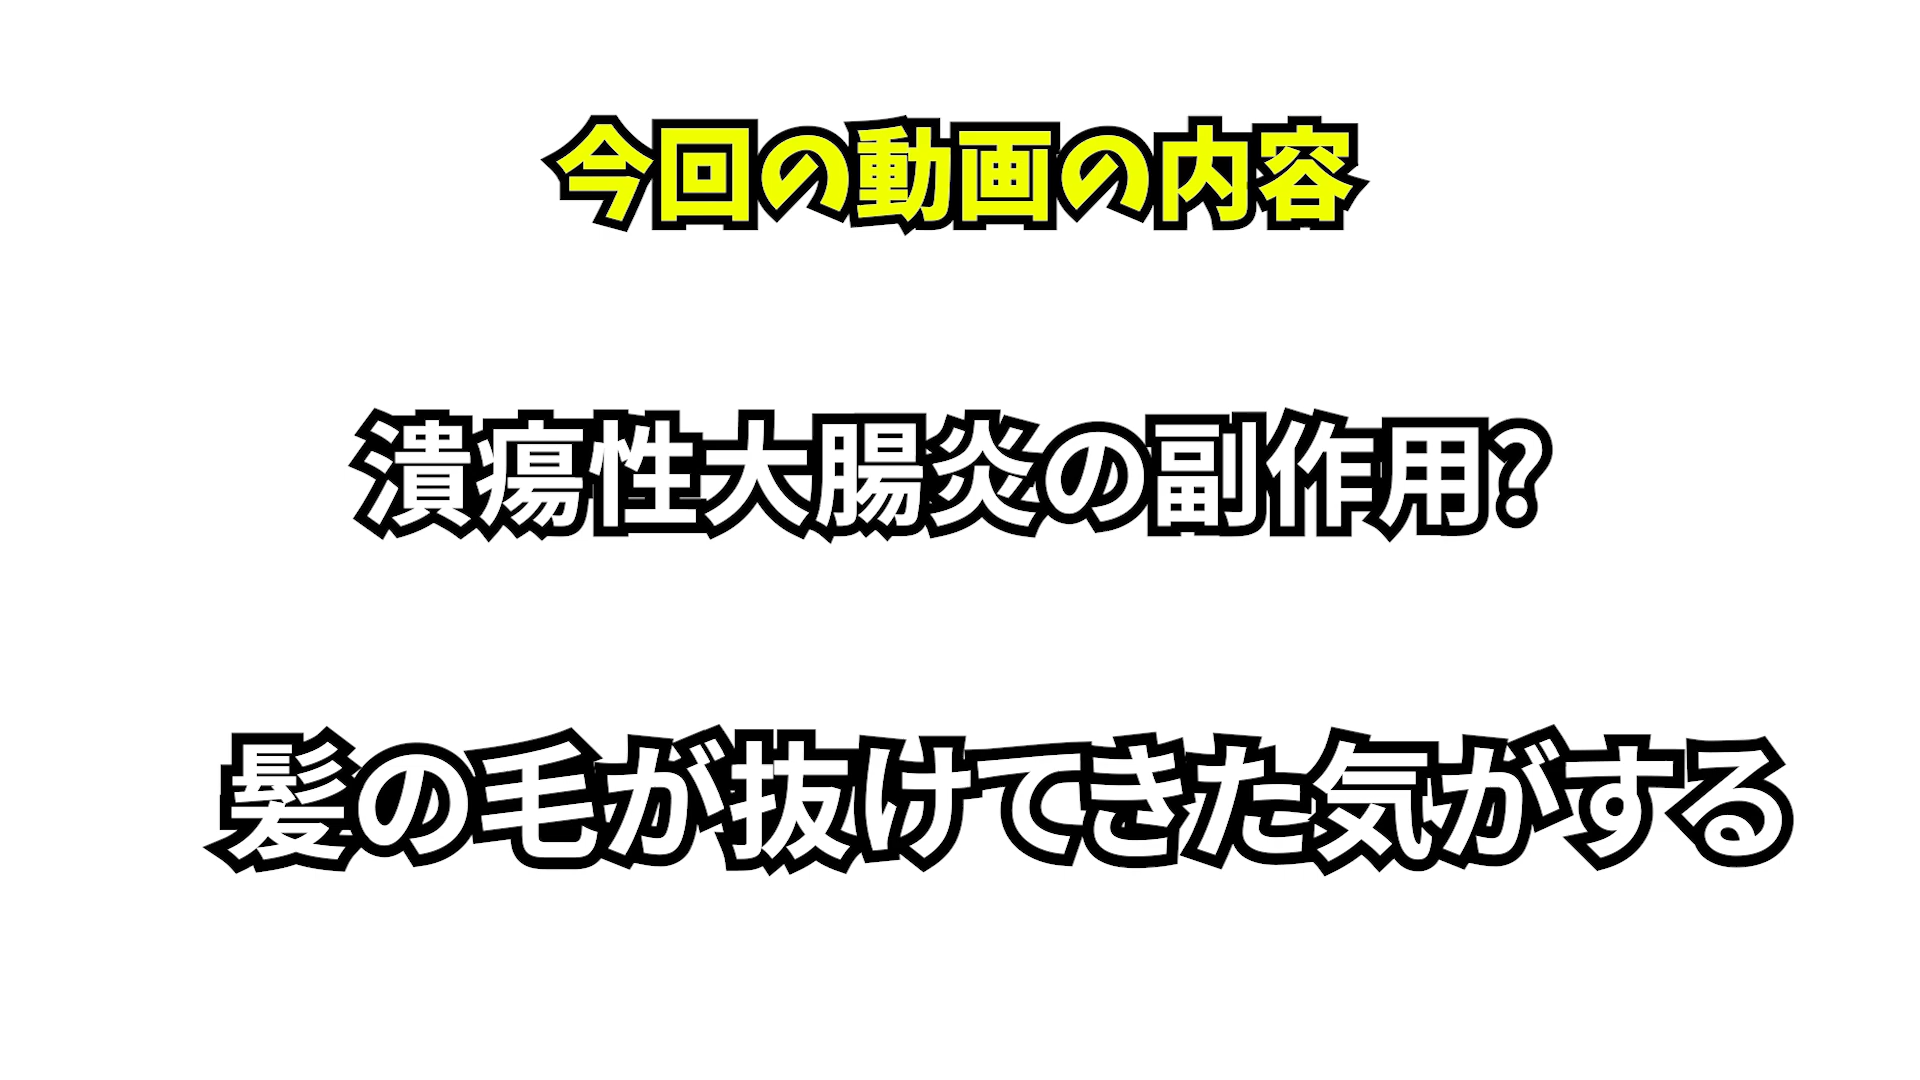 今回の動画の内容
潰瘍性大腸炎の副作用?
髪の毛が抜けてきた気がする